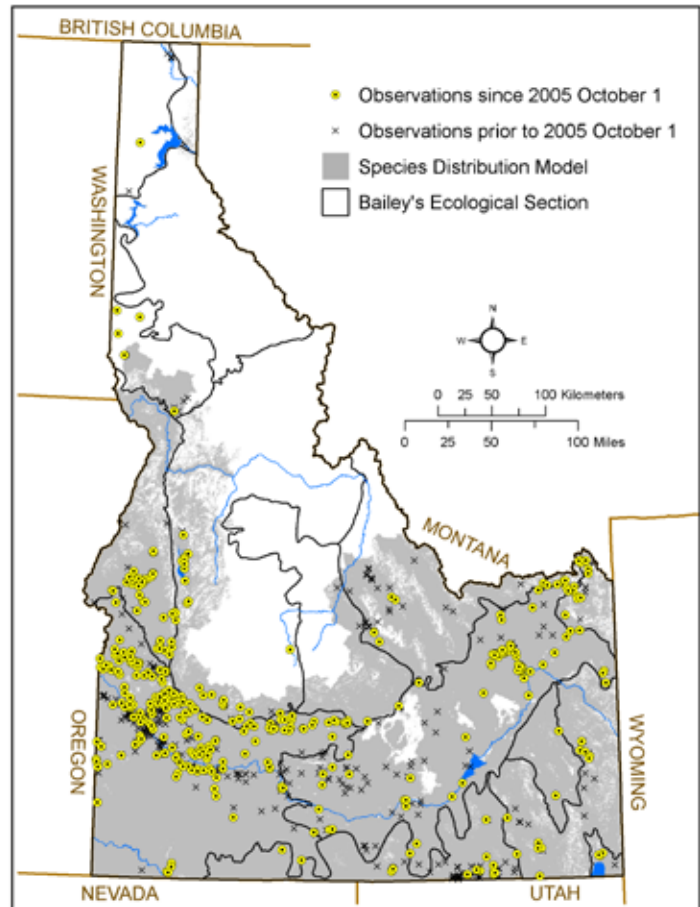 BRITISH COLUMBIA
Observations since 2005 October 1
Observations prior to 2005 October 1
Species Distribution Model
Bailey's Ecological Section
WASHINGTON
N
W E
S
0 25 50 100 Kilometers
0 25 50 100 Miles
MONTANA
OREGON
WYOMING
NEVADA
UTAH